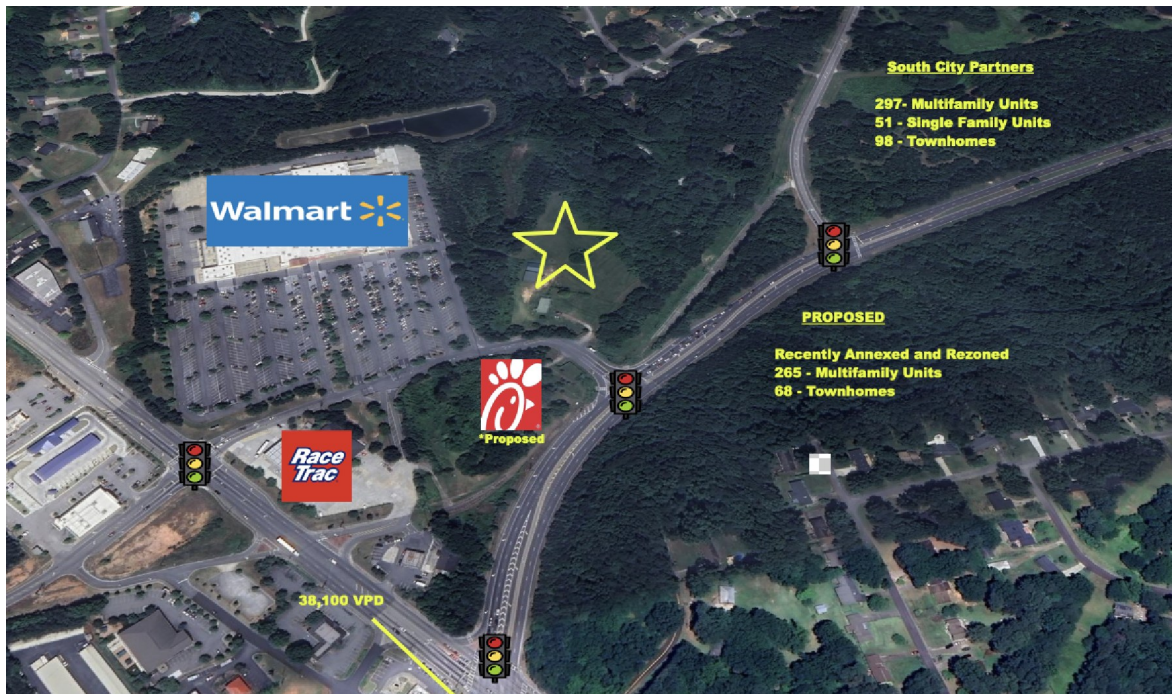 South City Partners
297- Multifamily Units
51 - Single Family Units
98 - Townhomes
Walmart
PROPOSED
Recently Annexed and Rezoned
265 - Multifamily Units
68 - Townhomes
*Proposed
Race
Trac
38,100 VPD